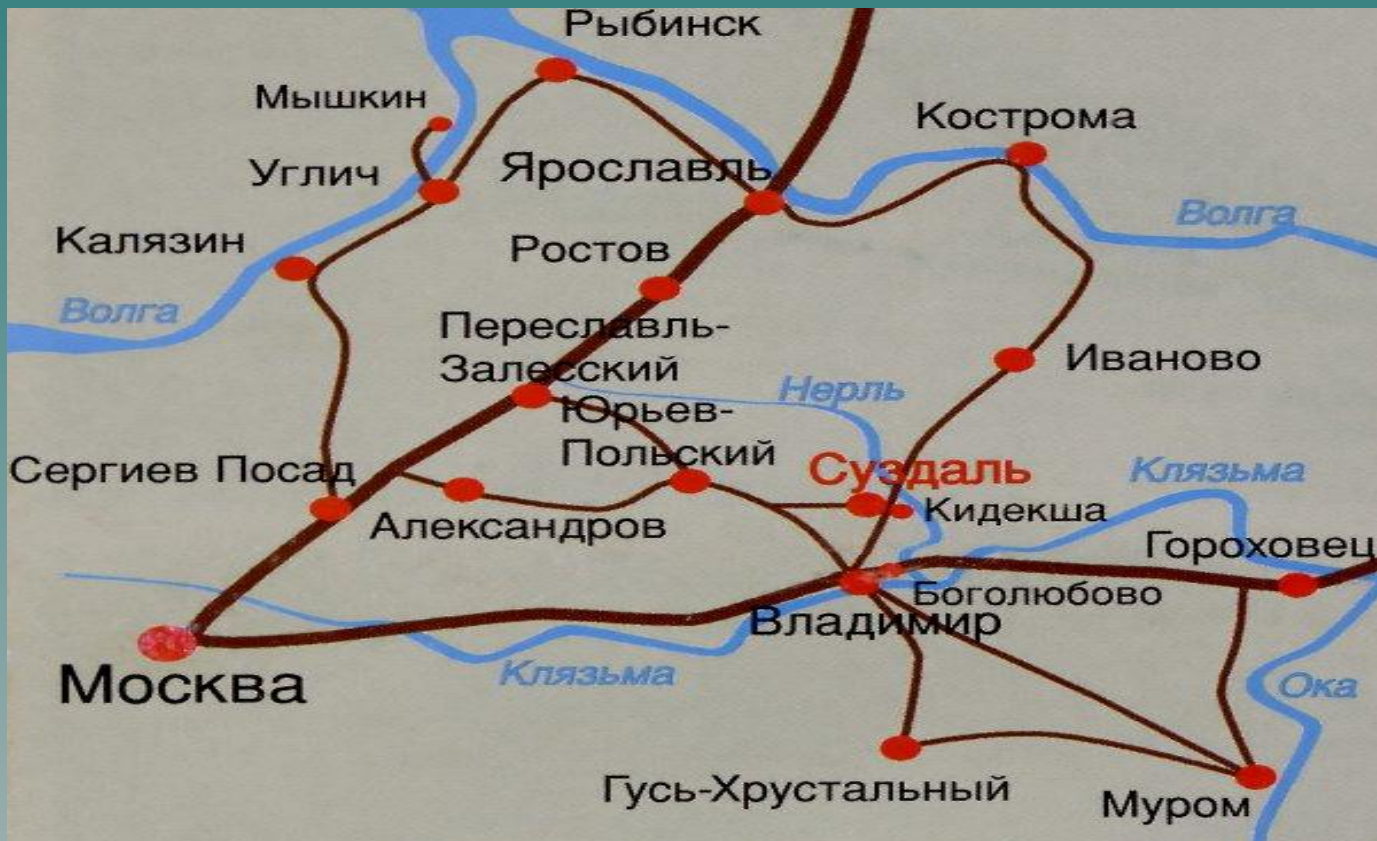 Рыбинск
Мышкин
Кострома
Углич
Ярославль
Волга
Калязин
Ростов
Волга
Переславль-
Залесский
Иваново
Нерль
Юрьев-
Польский
Сергиев Посад
Суздаль
Клязьма
Александров
Кидекша
Гороховец
Боголюбово
Владимир
Москва
Клязьма
Ока
Гусь-Хрустальный
Муром